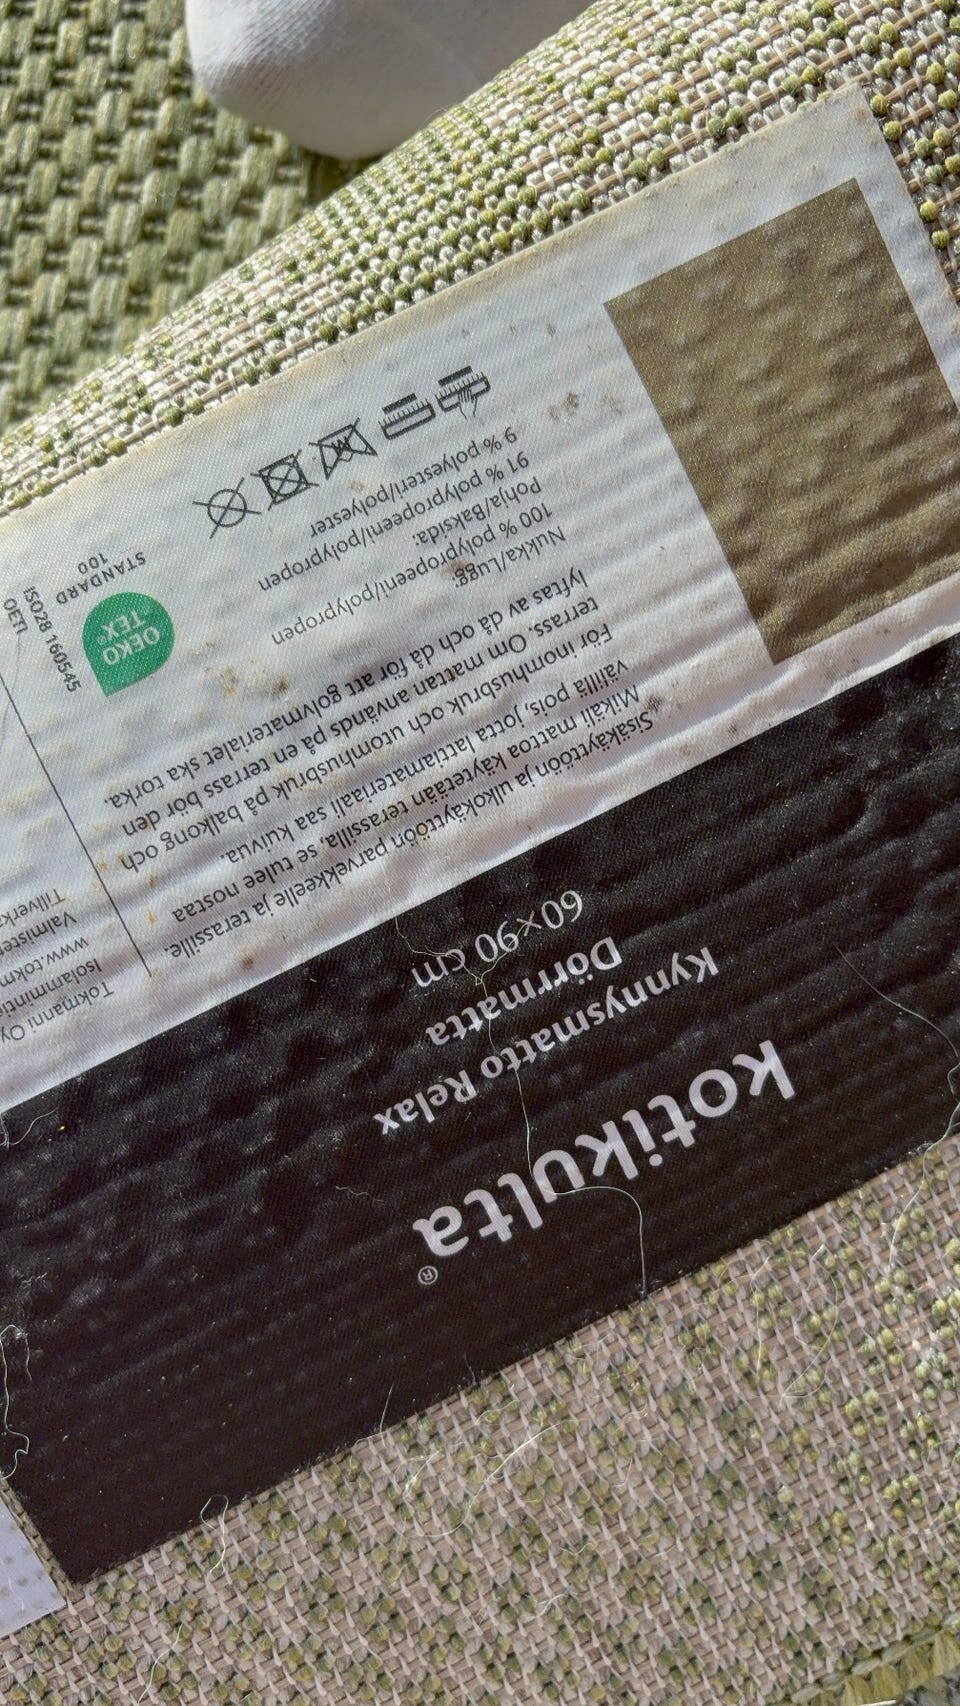 kotikulta®
Kynnysmatto Relax
Dörrmatta
60×90 cm
Sisäkäyttöön ja ulkokäyttöön parvekkeelle ja terassille.
Mikäli mattoa käytetään terassilla, se tulee nostaa
välillä pois, jotta lattiamateriaali saa kuivua.
För inomhusbruk och utomhusbruk på balkong och
terrass. Om mattan används på en terrass bör den
lyftas av då och då för att golvmaterialet ska torka.
Nukka/Lugg:
100 % polypropeeni/polypropen
Pohja/Baksida:
91 % polypropeeni/polypropen
9 % polyesteri/polyester
OEKO
TEX
STANDARD
100
ISO28 160545
OETI
Tokmanni Oy